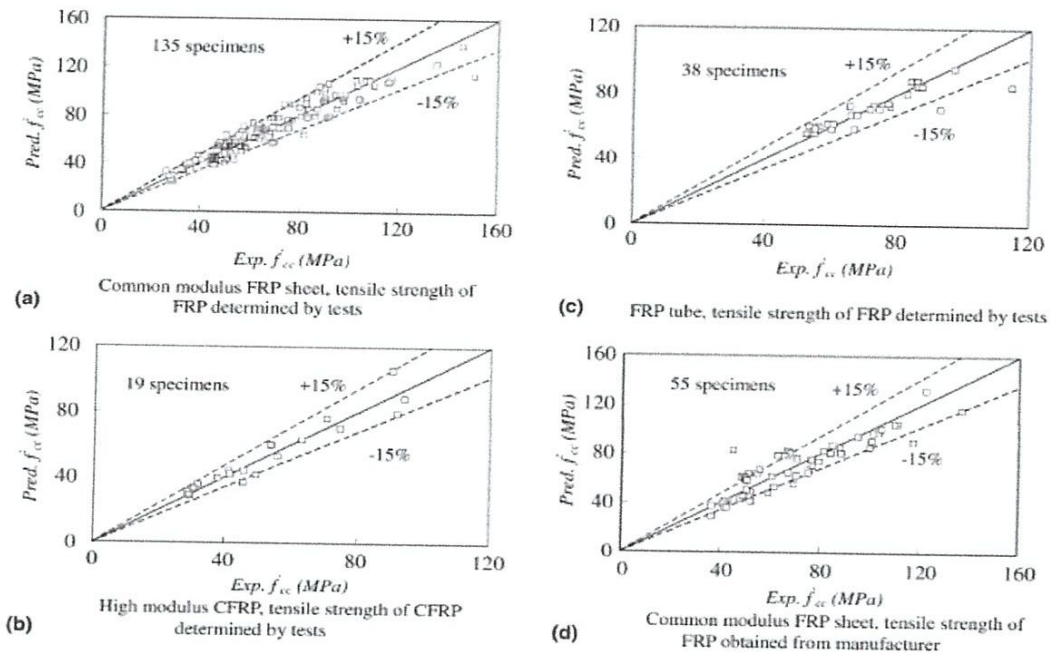 160
120
80
40
0
Pred. f'cc (MPa)
135 specimens
+15%
-15%
0 40 80 120 160
Exp. f'cc (MPa)
(a)
Common modulus FRP sheet, tensile strength of
FRP determined by tests
120
80
40
0
Pred. f'cc (MPa)
38 specimens
+15%
-15%
0 40 80 120
Exp. f'cc (MPa)
(c) FRP tube, tensile strength of FRP determined by tests
120
80
40
0
Pred. f'cc (MPa)
19 specimens
+15%
-15%
0 40 80 120
Exp. f'cc (MPa)
(b)
High modulus CFRP, tensile strength of CFRP
determined by tests
160
120
80
40
0
Pred. f'cc (MPa)
55 specimens
+15%
-15%
0 40 80 120 160
Exp. f'cc (MPa)
(d)
Common modulus FRP sheet, tensile strength of
FRP obtained from manufacturer